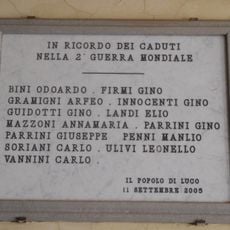 IN RICORDO DEI CADUTI
NELLA 2ª GUERRA MONDIALE
BINI ODOARDO . FIRMI GINO
GRAMIGNI ARFEO . INNOCENTI GINO
GUIDOTTI GINO . LANDI ELIO
MAZZONI ANNAMARIA . PARRINI GINO
PARRINI GIUSEPPE PENNI MANLIO
SORIANI CARLO . ULIVI LEONELLO
VANNINI CARLO .
IL POPOLO DI LUCO
11 SETTEMBRE 2005